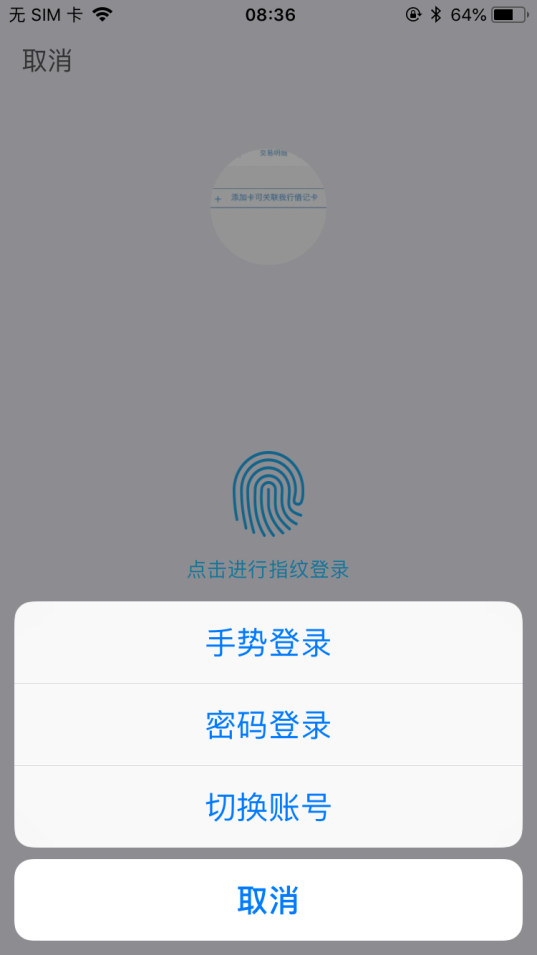 无 SIM 卡
08:36
64%
取消
交易明细
+ 添加卡可关联我行借记卡
点击进行指纹登录
手势登录
密码登录
切换账号
取消